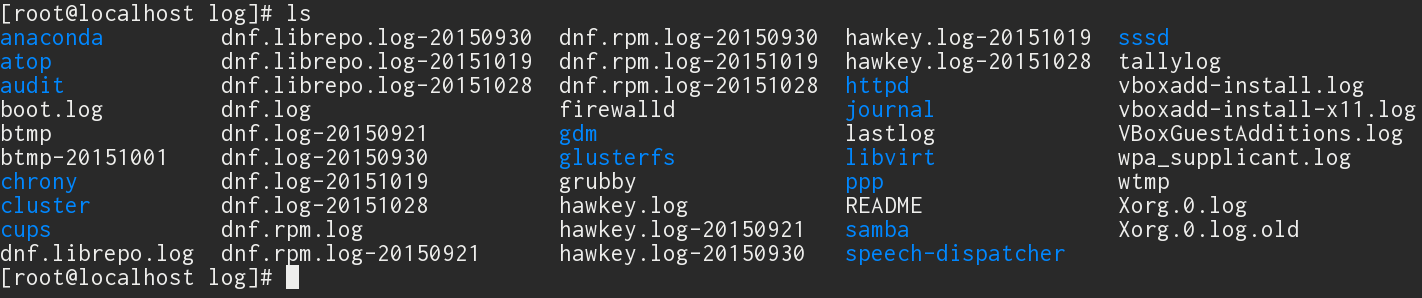 [root@localhost log]# ls
anaconda dnf.librepo.log-20150930 dnf.rpm.log-20150930 hawkey.log-20151019 sssd
atop dnf.librepo.log-20151019 dnf.rpm.log-20151019 hawkey.log-20151028 tallylog
audit dnf.librepo.log-20151028 dnf.rpm.log-20151028 httpd vboxadd-install.log
boot.log dnf.log firewalld journal vboxadd-install-x11.log
btmp dnf.log-20150921 gdm lastlog VBoxGuestAdditions.log
btmp-20151001 dnf.log-20150930 glusterfs libvirt wpa_supplicant.log
chrony dnf.log-20151019 grubby ppp wtmp
cluster dnf.log-20151028 hawkey.log README Xorg.0.log
cups dnf.rpm.log hawkey.log-20150921 samba Xorg.0.log.old
dnf.librepo.log dnf.rpm.log-20150921 hawkey.log-20150930 speech-dispatcher
[root@localhost log]#